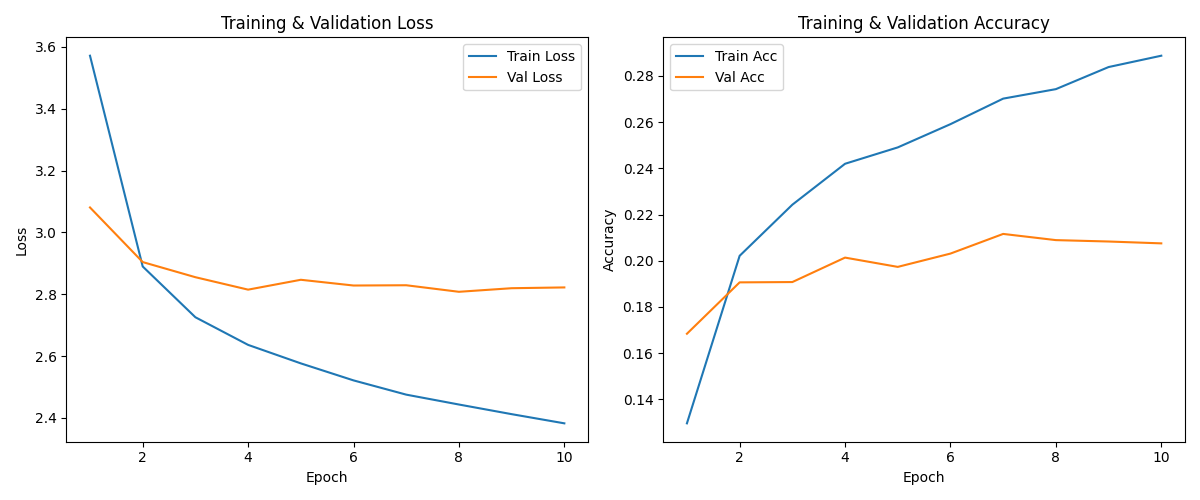 Training & Validation Loss
3.6
3.4
3.2
3.0
2.8
2.6
2.4
Loss
2
4
6
8
10
Epoch
Train Loss
Val Loss
Training & Validation Accuracy
0.28
0.26
0.24
0.22
0.20
0.18
0.16
0.14
Accuracy
2
4
6
8
10
Epoch
Train Acc
Val Acc